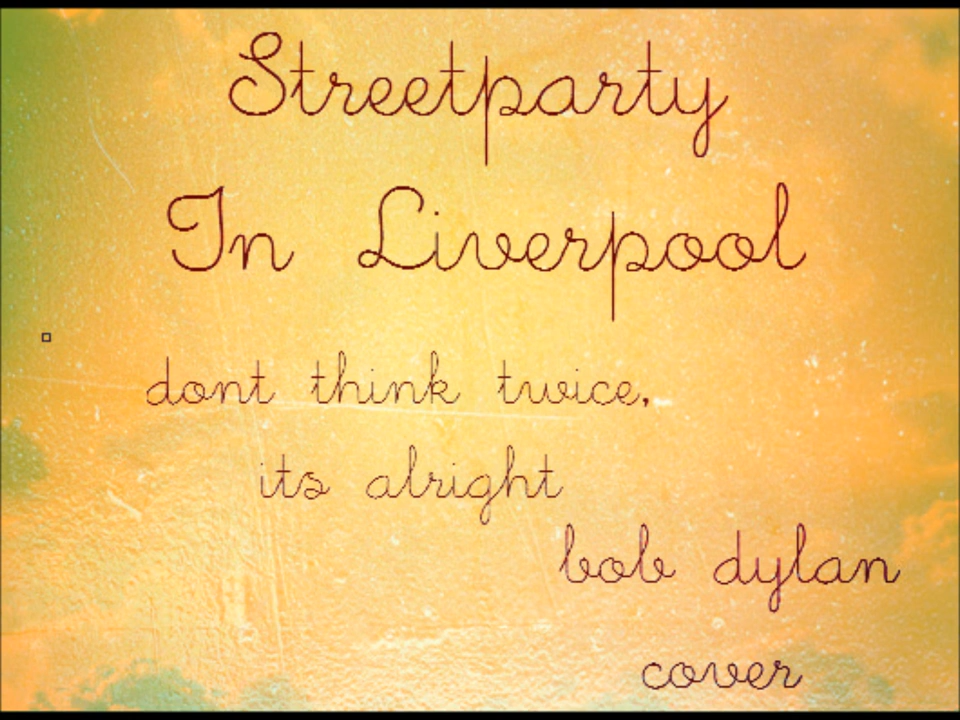 Streetparty
In Liverpool
dont think twice,
its alright
bob dylan
cover